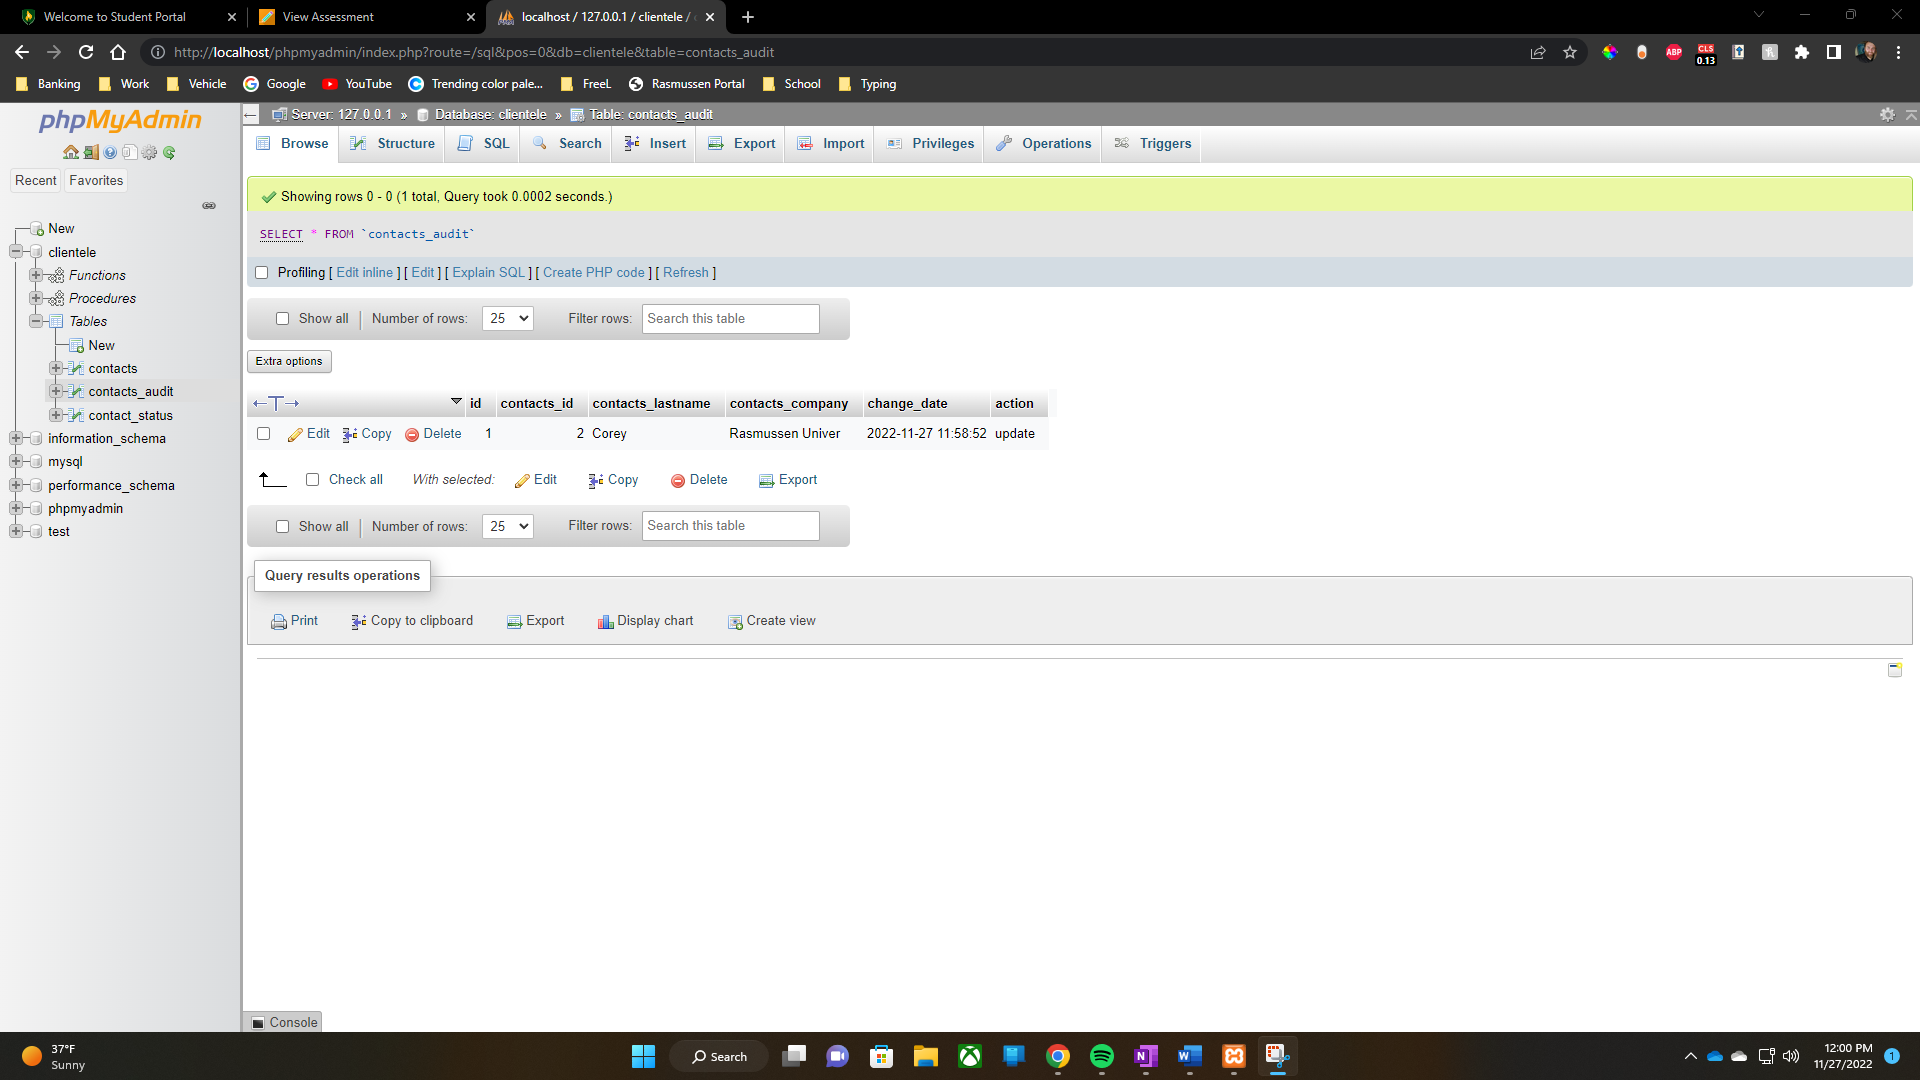 Welcome to Student Portal
View Assessment
localhost / 127.0.0.1 / clientele /
http://localhost/phpmyadmin/index.php?route=/sql&pos=0&db=clientele&table=contacts_audit
ABP
CLS
0.13
Banking
Work
Vehicle
Google
YouTube
Trending color pale...
FreeL
Rasmussen Portal
School
Typing
phpMyAdmin
Recent
Favorites
New
clientele
Functions
Procedures
Tables
New
contacts
contacts_audit
contact_status
information_schema
mysql
performance_schema
phpmyadmin
test
Server: 127.0.0.1 » Database: clientele » Table: contacts_audit
Browse
Structure
SQL
Search
Insert
Export
Import
Privileges
Operations
Triggers
Showing rows 0 - 0 (1 total, Query took 0.0002 seconds.)
SELECT * FROM `contacts_audit`
Profiling [ Edit inline ] [ Edit ] [ Explain SQL ] [ Create PHP code ] [ Refresh ]
Show all | Number of rows: 25 Filter rows: Search this table
Extra options
id contacts_id contacts_lastname contacts_company change_date action
Edit Copy Delete 1 2 Corey Rasmussen Univer 2022-11-27 11:58:52 update
Check all With selected: Edit Copy Delete Export
Show all | Number of rows: 25 Filter rows: Search this table
Query results operations
Print Copy to clipboard Export Display chart Create view
Console
37°F
Sunny
Search
12:00 PM
11/27/2022
1